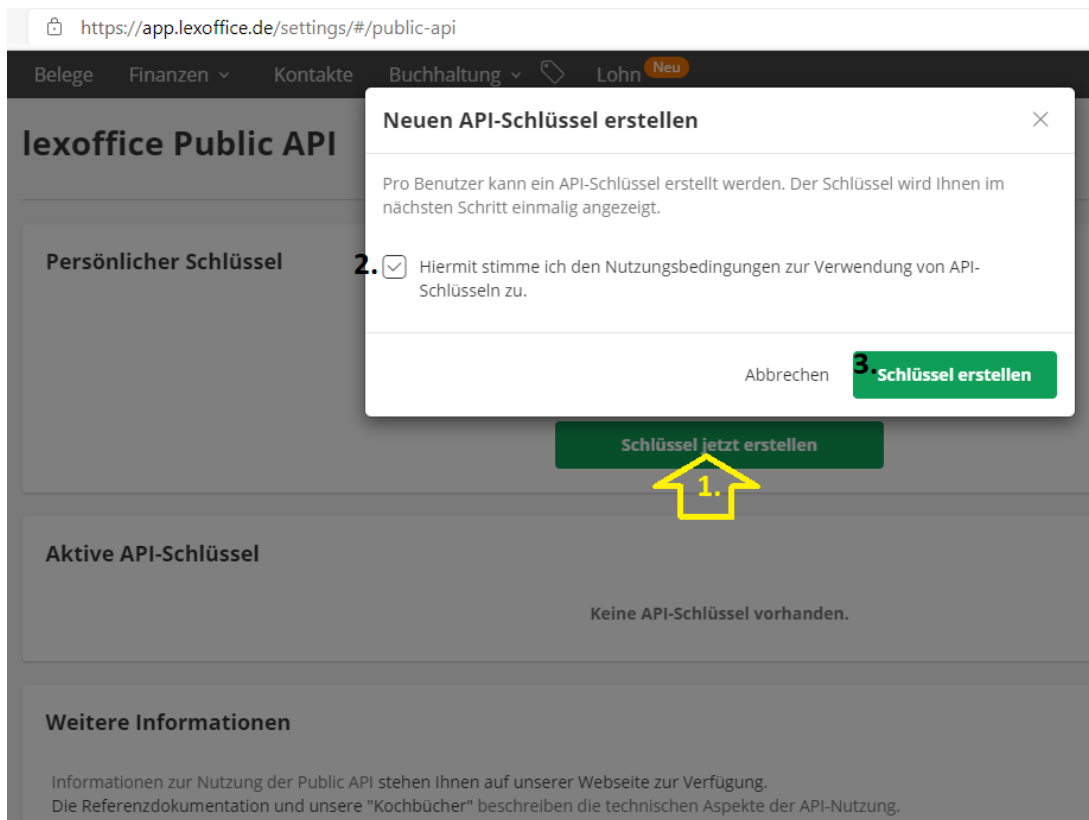 https://app.lexoffice.de/settings/#/public-api
Belege Finanzen Kontakte Buchhaltung Lohn Neu
lexoffice Public API
Neuen API-Schlüssel erstellen
Pro Benutzer kann ein API-Schlüssel erstellt werden. Der Schlüssel wird Ihnen im
nächsten Schritt einmalig angezeigt.
Persönlicher Schlüssel
2. Hiermit stimme ich den Nutzungsbedingungen zur Verwendung von API-
Schlüsseln zu.
Abbrechen 3. Schlüssel erstellen
Schlüssel jetzt erstellen
1.
Aktive API-Schlüssel
Keine API-Schlüssel vorhanden.
Weitere Informationen
Informationen zur Nutzung der Public API stehen Ihnen auf unserer Webseite zur Verfügung.
Die Referenzdokumentation und unsere "Kochbücher" beschreiben die technischen Aspekte der API-Nutzung.